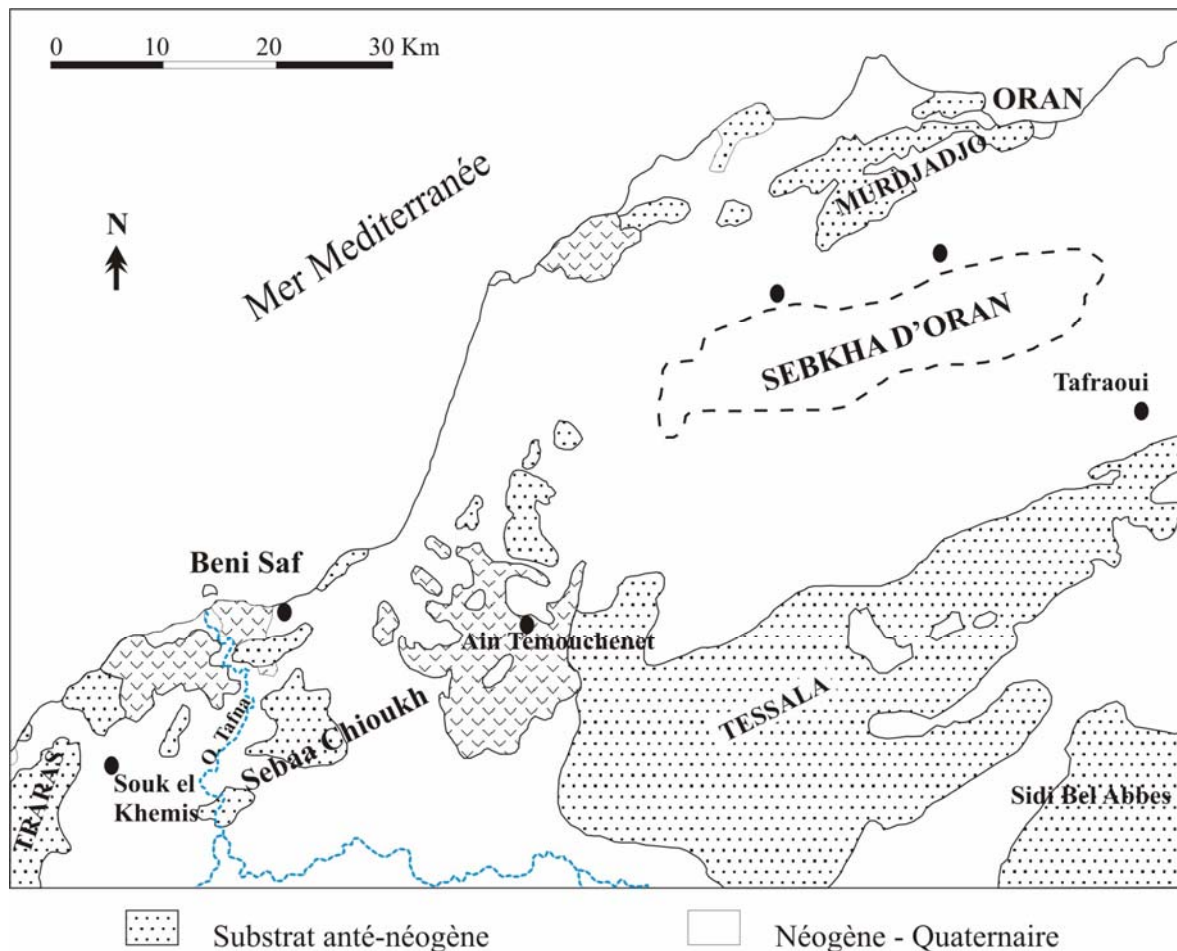 0 10 20 30 Km
ORAN
MURDJADJO
Mer Mediterranée
N
SEBKHA D'ORAN
Tafraoui
Beni Saf
Ain Temouchenet
TESSALA
Sebaa Chioukh
O. Tafna
TRARAS
Souk el
Khemis
Sidi Bel Abbes
Substrat anté-néogène
Néogène - Quaternaire